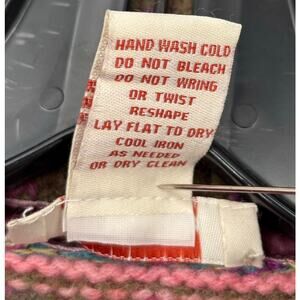 HAND WASH COLD
DO NOT BLEACH
DO NOT WRING
OR TWIST
RESHAPE
LAY FLAT TO DRY
COOL IRON
AS NEEDED
OR DRY CLEAN